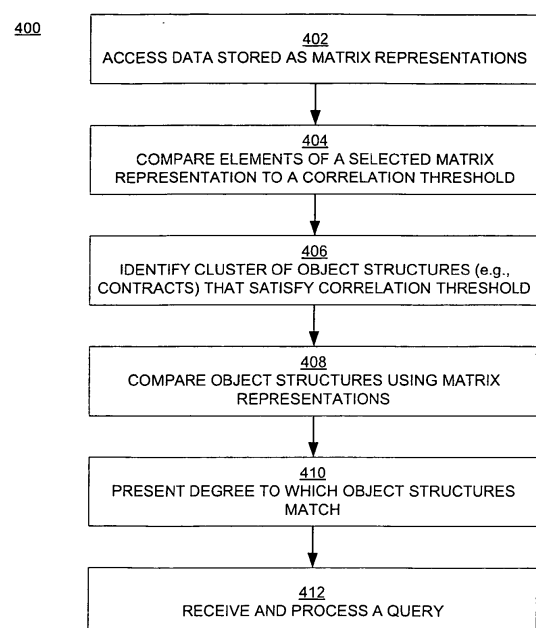 400
402
ACCESS DATA STORED AS MATRIX REPRESENTATIONS
404
COMPARE ELEMENTS OF A SELECTED MATRIX
REPRESENTATION TO A CORRELATION THRESHOLD
406
IDENTIFY CLUSTER OF OBJECT STRUCTURES (e.g.,
CONTRACTS) THAT SATISFY CORRELATION THRESHOLD
408
COMPARE OBJECT STRUCTURES USING MATRIX
REPRESENTATIONS
410
PRESENT DEGREE TO WHICH OBJECT STRUCTURES
MATCH
412
RECEIVE AND PROCESS A QUERY